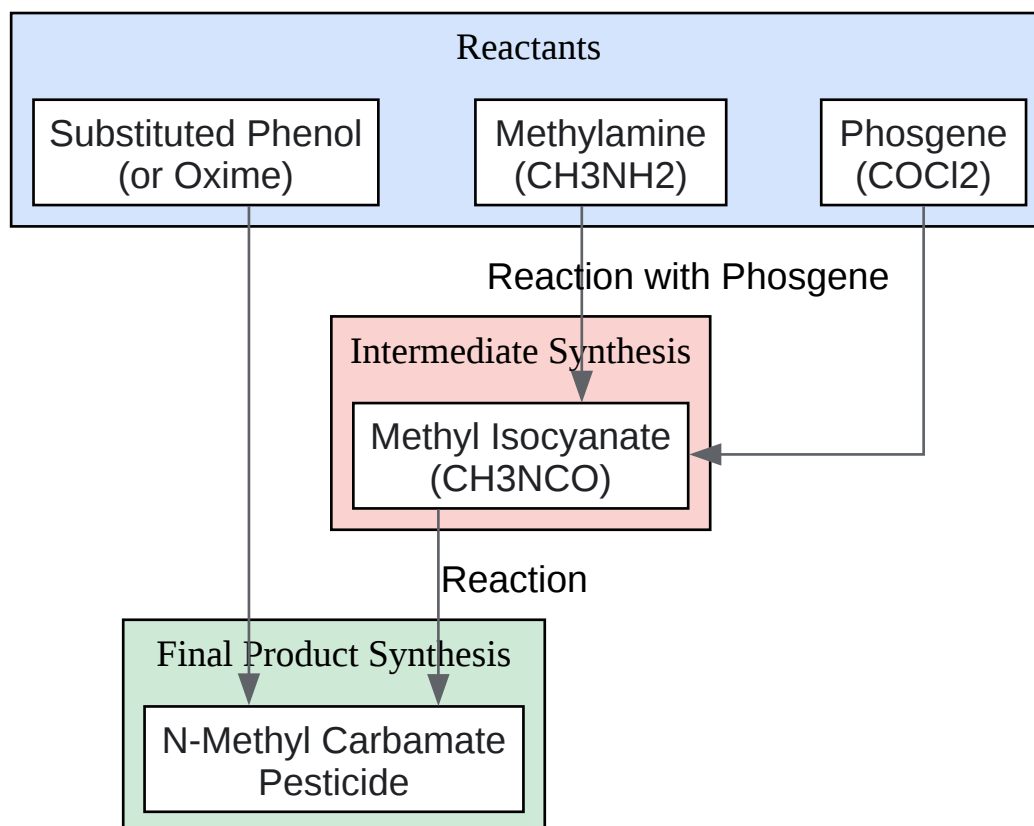 Reactants
Substituted Phenol
(or Oxime)
Methylamine
(CH3NH2)
Phosgene
(COCl2)
Reaction with Phosgene
Intermediate Synthesis
Methyl Isocyanate
(CH3NCO)
Reaction
Final Product Synthesis
N-Methyl Carbamate
Pesticide